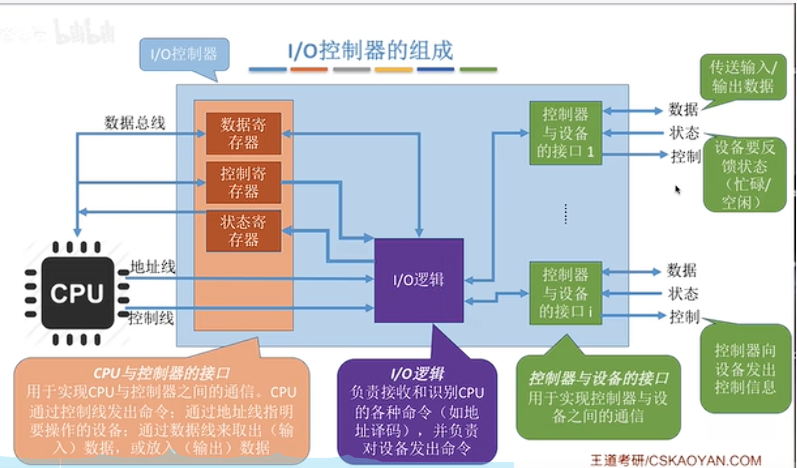 I/O控制器的组成
I/O控制器
数据总线
数据寄
存器
控制寄
存器
状态寄
存器
CPU
地址线
控制线
I/O逻辑
控制器
与设备
的接口 1
数据
状态
控制
传送输入/
输出数据
设备要反
馈状态
（忙碌/
空闲）
控制器
与设备
的接口 i
数据
状态
控制
控制器向
设备发出
控制信息
CPU与控制器的接口
用于实现CPU与控制器之间的通信。CPU
通过控制线发出命令；通过地址线指明
要操作的设备；通过数据线来取出（输
入）数据，或放入（输出）数据
I/O逻辑
负责接收和识别CPU
的各种命令（如地
址译码），并负责
对设备发出命令
控制器与设备的接口
用于实现控制器与设
备之间的通信
王道考研/CSKAOYAN.COM